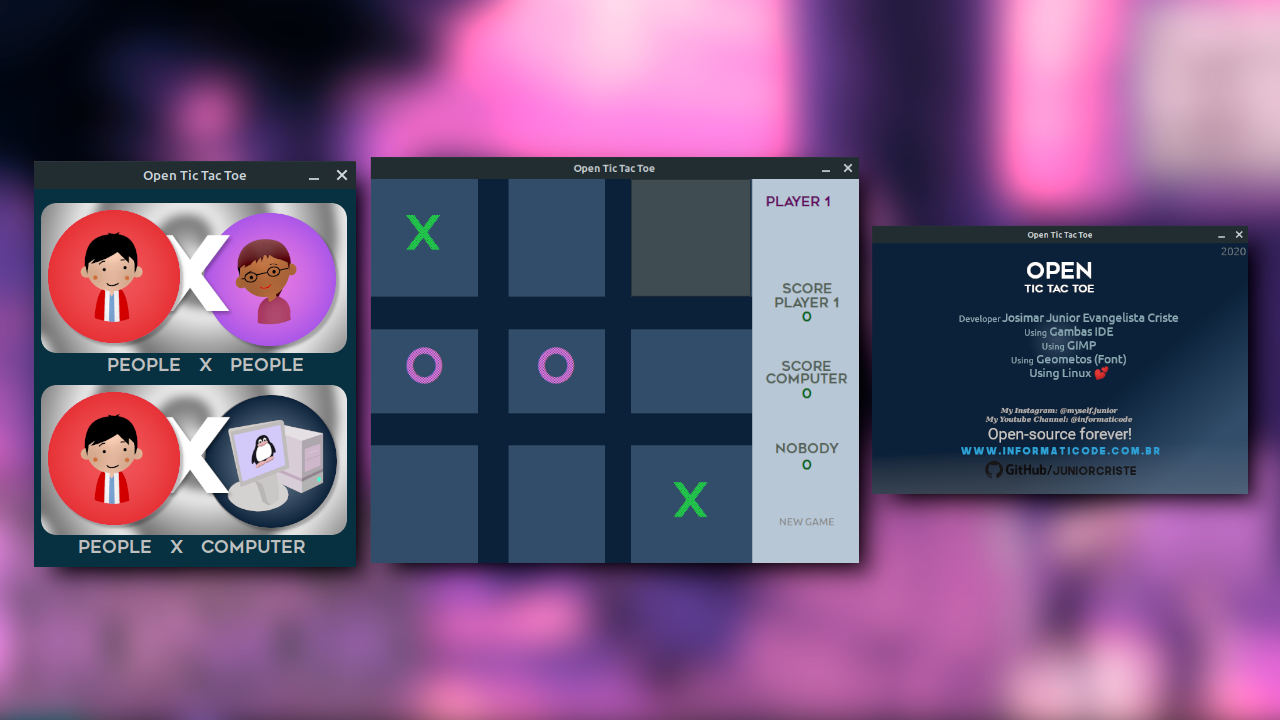 Open Tic Tac Toe
X
PEOPLE X PEOPLE
X
PEOPLE X COMPUTER
Open Tic Tac Toe
X
O O
X
PLAYER 1
SCORE
PLAYER 1
0
SCORE
COMPUTER
0
NOBODY
0
NEW GAME
Open Tic Tac Toe
2020
OPEN
TIC TAC TOE
Developer Josimar Junior Evangelista Criste
Using Gambas IDE
Using GIMP
Using Geometos (Font)
Using Linux 💕
My Instagram: @myself.junior
My Youtube Channel: @informaticode
Open-source forever!
WWW.INFORMATICODE.COM.BR
GitHub/JUNIORCRISTE